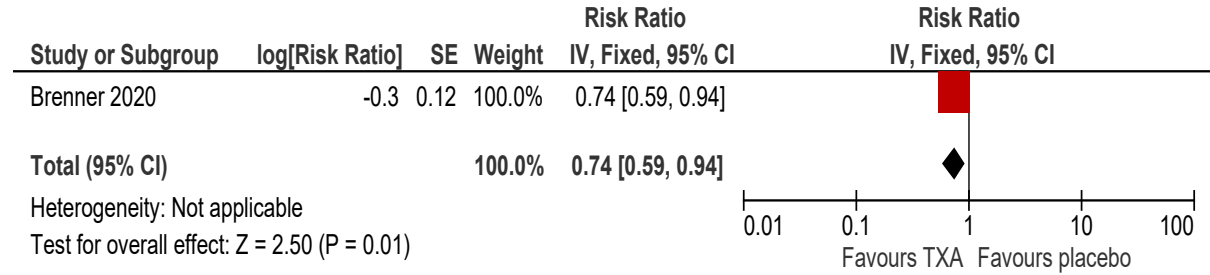 Risk Ratio Risk Ratio
Study or Subgroup log[Risk Ratio] SE Weight IV, Fixed, 95% CI IV, Fixed, 95% CI
Brenner 2020 -0.3 0.12 100.0% 0.74 [0.59, 0.94]
Total (95% CI) 100.0% 0.74 [0.59, 0.94]
Heterogeneity: Not applicable
Test for overall effect: Z = 2.50 (P = 0.01)
0.01 0.1 1 10 100
Favours TXA Favours placebo